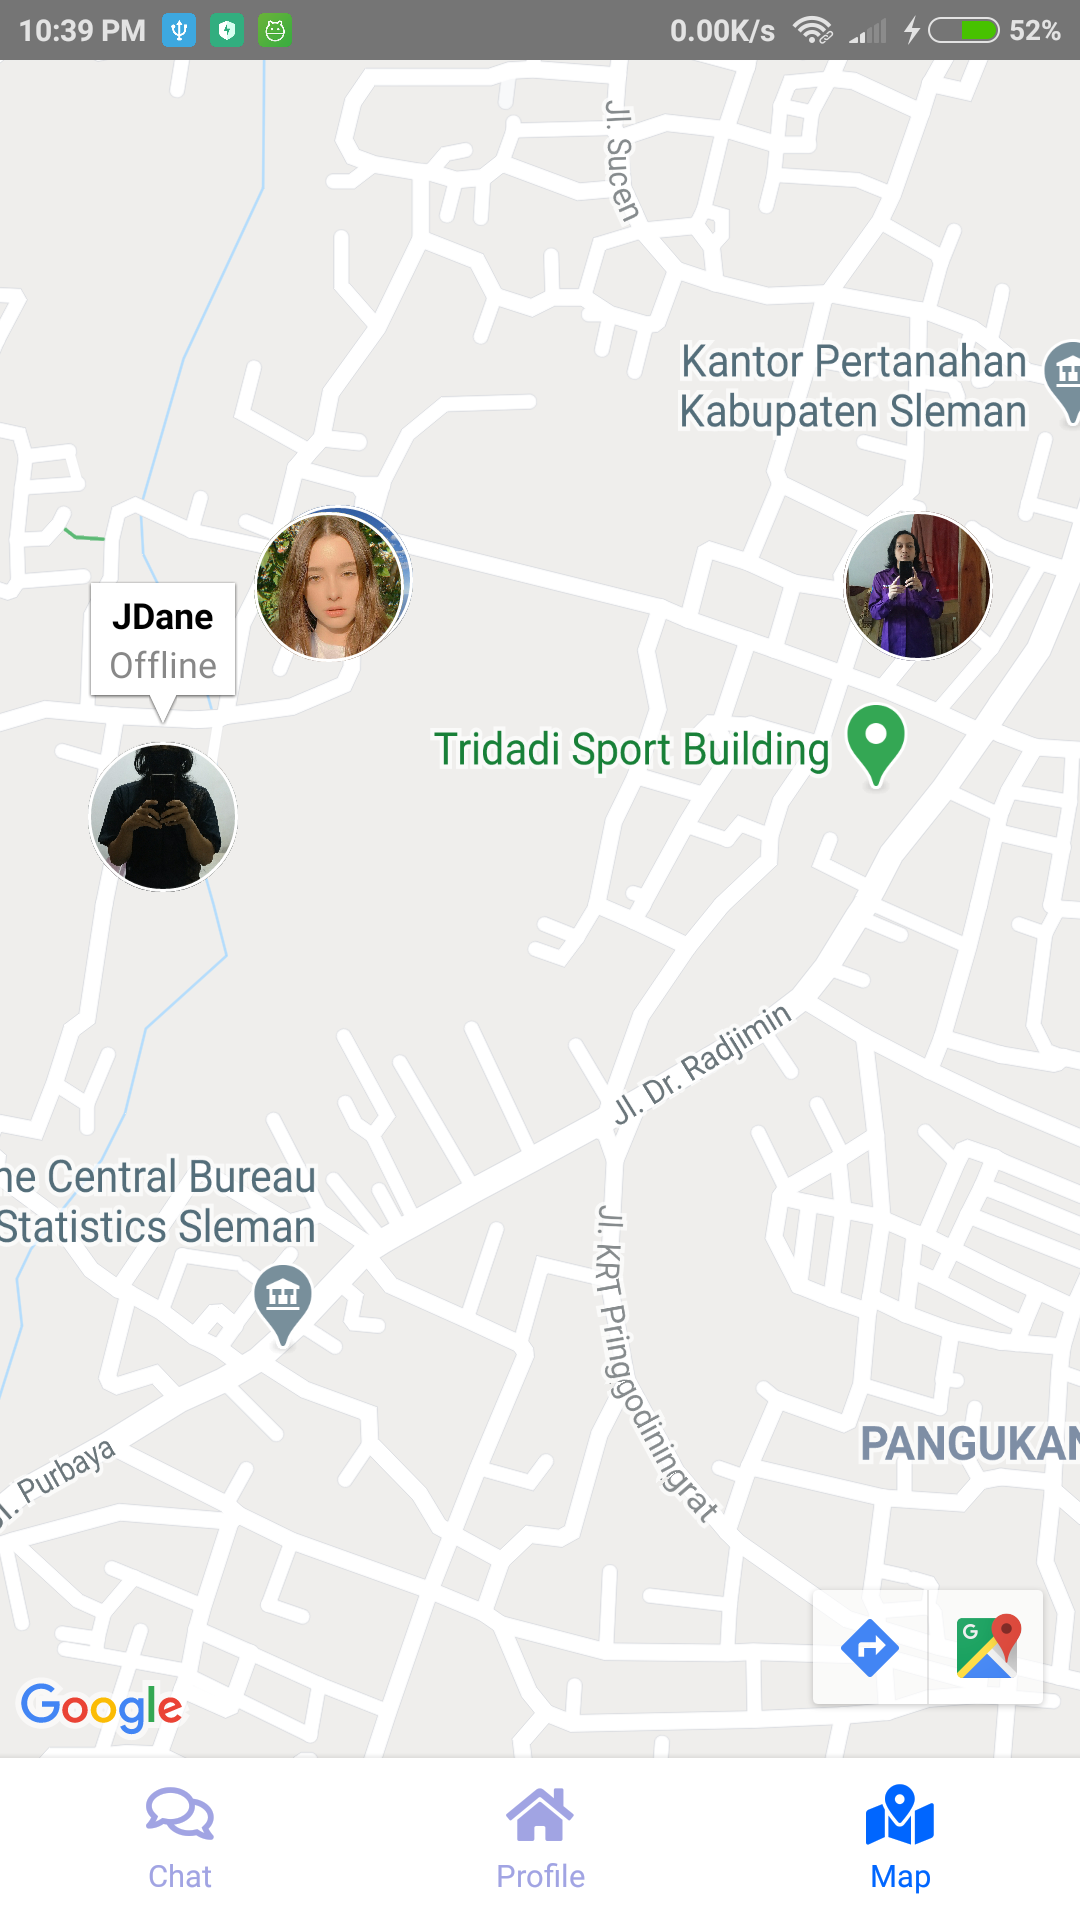 10:39 PM
0.00K/s
52%
Jl. Sucen
Kantor Pertanahan
Kabupaten Sleman
JDane
Offline
Tridadi Sport Building
Jl. Dr. Radjimin
Central Bureau
Statistics Sleman
Jl. KRT Pringgodiningrat
PANGUKAN
Purbaya
G
Google
Chat
Profile
Map